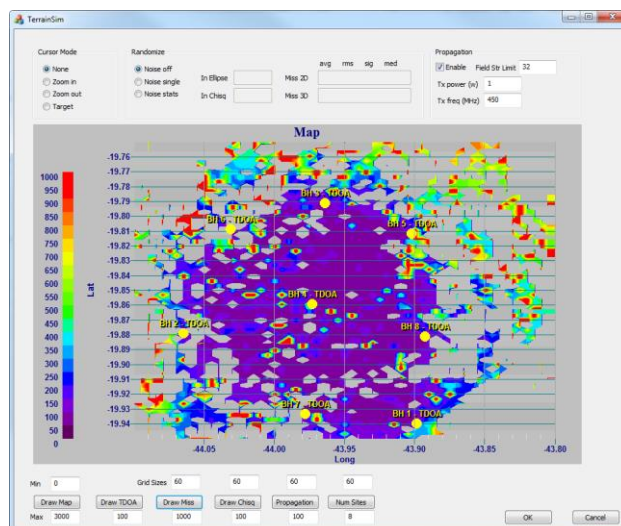 TerrainSim
Cursor Mode
None
Zoom in
Zoom out
Target
Randomize
Noise off
Noise single
Noise stats
In Ellipse
In Chisq
avg rms sig med
Miss 2D
Miss 3D
Propagation
Enable Field Str Limit 32
Tx power (w) 1
Tx freq (MHz) 450
Map
1000
950
900
850
800
750
700
650
600
550
500
450
400
350
300
250
200
150
100
50
0
Lat
-19.76
-19.77
-19.78
-19.79
-19.80
-19.81
-19.82
-19.83
-19.84
-19.85
-19.86
-19.87
-19.88
-19.89
-19.90
-19.91
-19.92
-19.93
-19.94
BH 3 - TDOA
BH 6 - TDOA
BH 5 - TDOA
BH 4 - TDOA
BH 2 - TDOA
BH 8 - TDOA
BH 7 - TDOA
BH 1 - TDOA
-44.05 -44.00 -43.95 -43.90 -43.85 -43.80
Long
Min 0 Grid Sizes 60 60 60 60
Draw Map Draw TDOA Draw Miss Draw Chisq Propagation Num Sites
Max 3000 100 1000 100 100 8
OK Cancel